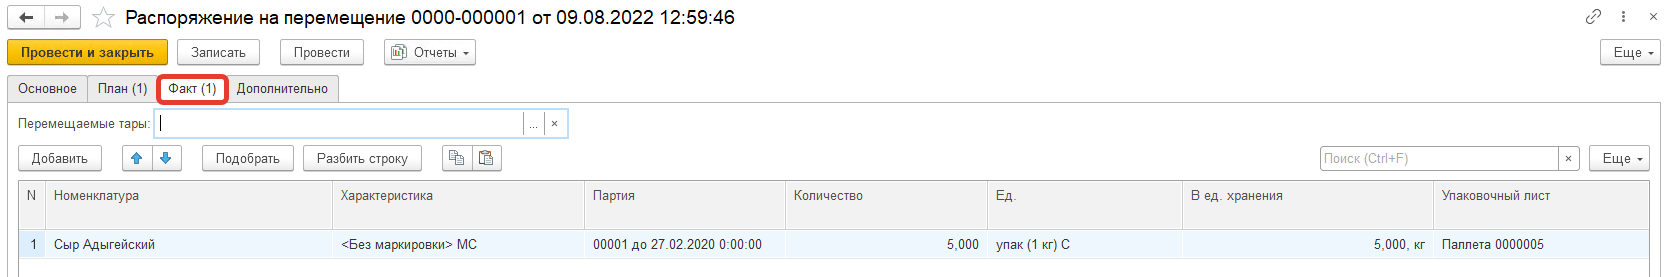 Распоряжение на перемещение 0000-000001 от 09.08.2022 12:59:46
Провести и закрыть Записать Провести Отчеты Еще
Основное План (1) Факт (1) Дополнительно
Перемещаемые тары: ... ×
Добавить Подобрать Разбить строку Поиск (Ctrl+F) × Еще
N Номенклатура Характеристика Партия Количество Ед. В ед. хранения Упаковочный лист
1 Сыр Адыгейский <Без маркировки> МС 00001 до 27.02.2020 0:00:00 5,000 упак (1 кг) С 5,000, кг Паллета 0000005